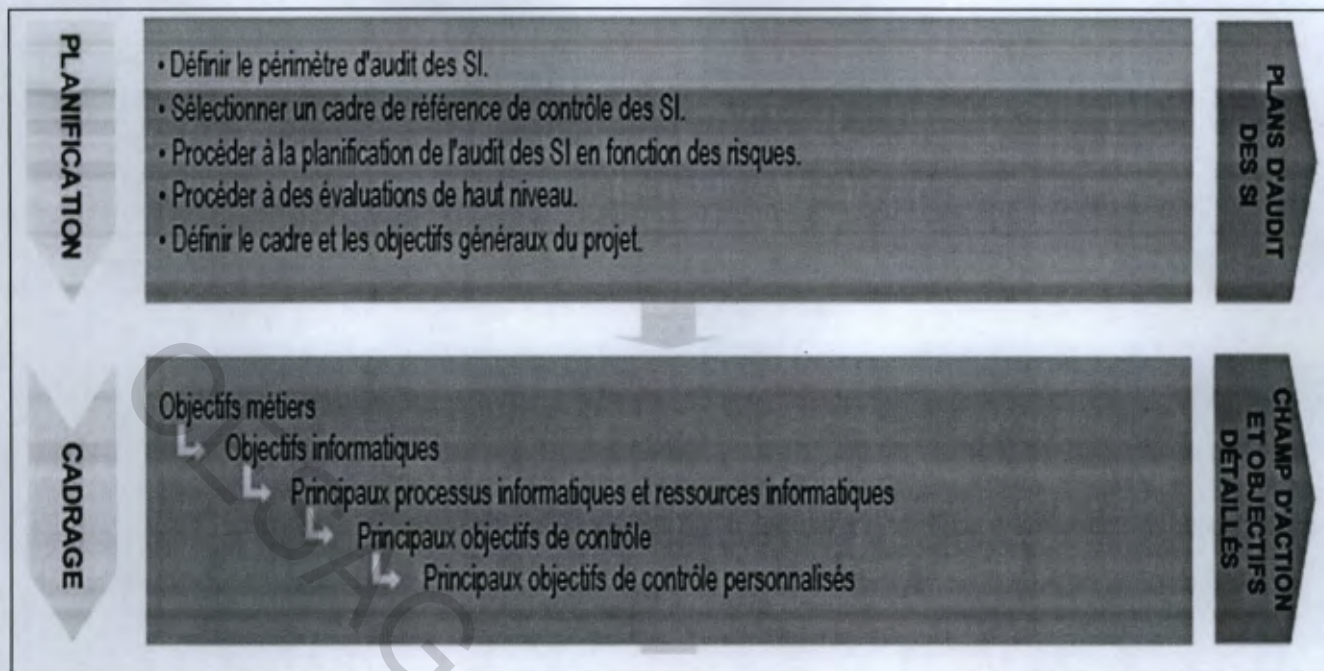 PLANIFICATION
• Définir le périmètre d'audit des SI.
• Sélectionner un cadre de référence de contrôle des SI.
• Procéder à la planification de l'audit des SI en fonction des risques.
• Procéder à des évaluations de haut niveau.
• Définir le cadre et les objectifs généraux du projet.
PLANS D'AUDIT
DES SI
CADRAGE
Objectifs métiers
Objectifs informatiques
Principaux processus informatiques et ressources informatiques
Principaux objectifs de contrôle
Principaux objectifs de contrôle personnalisés
CHAMP D'ACTION
ET OBJECTIFS
DÉTAILLÉS